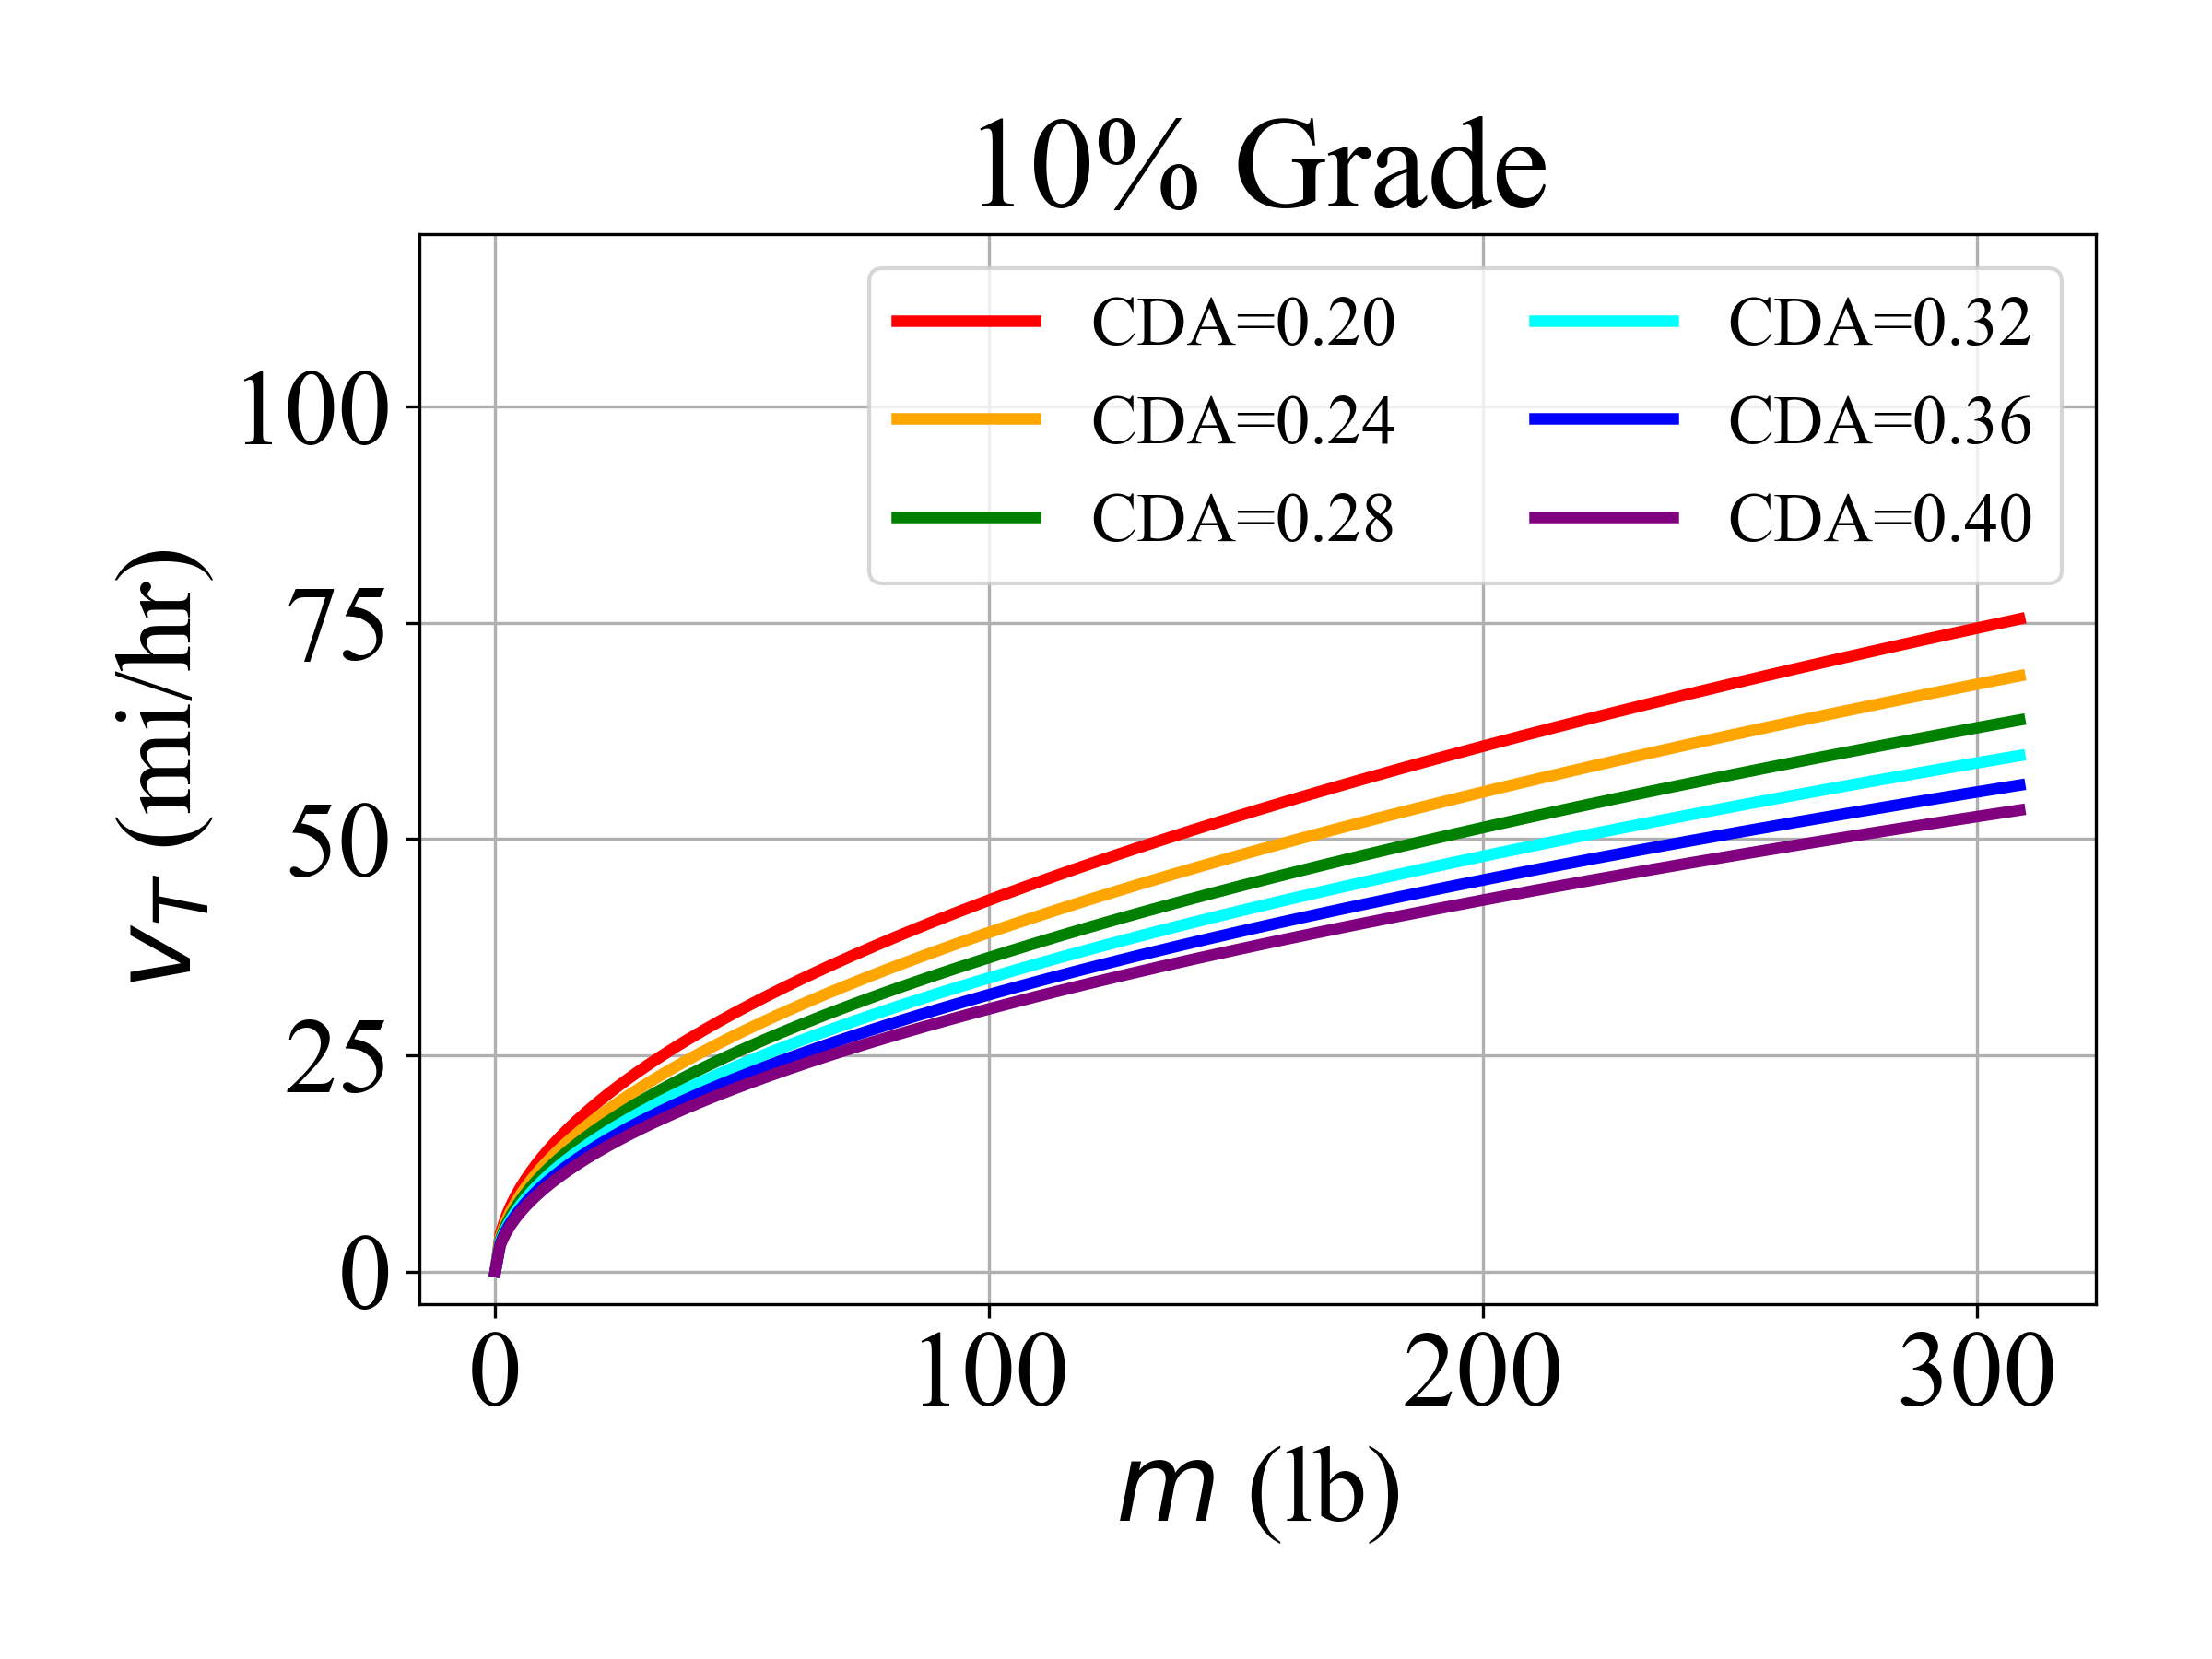 10% Grade
CDA=0.20
CDA=0.24
CDA=0.28
CDA=0.32
CDA=0.36
CDA=0.40
v_T (mi/hr)
100
75
50
25
0
0 100 200 300
m (lb)